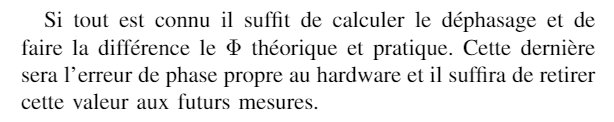 Si tout est connu il suffit de calculer le déphasage et de
faire la différence le Φ théorique et pratique. Cette dernière
sera l'erreur de phase propre au hardware et il suffira de retirer
cette valeur aux futurs mesures.